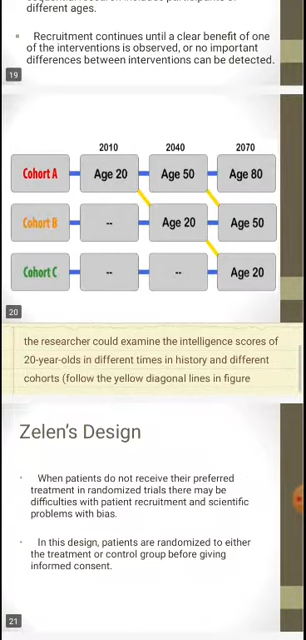 different ages.
Recruitment continues until a clear benefit of one
of the interventions is observed, or no important
differences between interventions can be detected.
19
2010 2040 2070
Cohort A Age 20 Age 50 Age 80
Cohort B -- Age 20 Age 50
Cohort C -- -- Age 20
20
the researcher could examine the intelligence scores of
20-year-olds in different times in history and different
cohorts (follow the yellow diagonal lines in figure
Zelen's Design
When patients do not receive their preferred
treatment in randomized trials there may be
difficulties with patient recruitment and scientific
problems with bias.
In this design, patients are randomized to either
the treatment or control group before giving
informed consent.
21